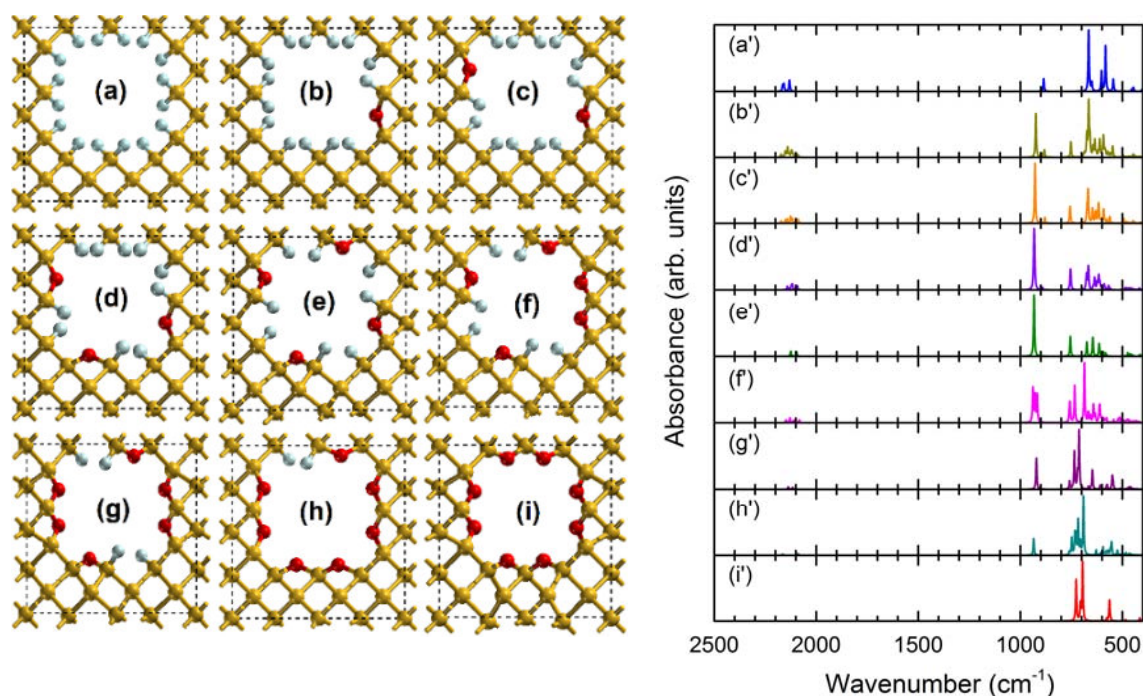 (a)
(b)
(c)
(d)
(e)
(f)
(g)
(h)
(i)
Absorbance (arb. units)
(a')
(b')
(c')
(d')
(e')
(f')
(g')
(h')
(i')
2500 2000 1500 1000 500
Wavenumber (cm⁻¹)